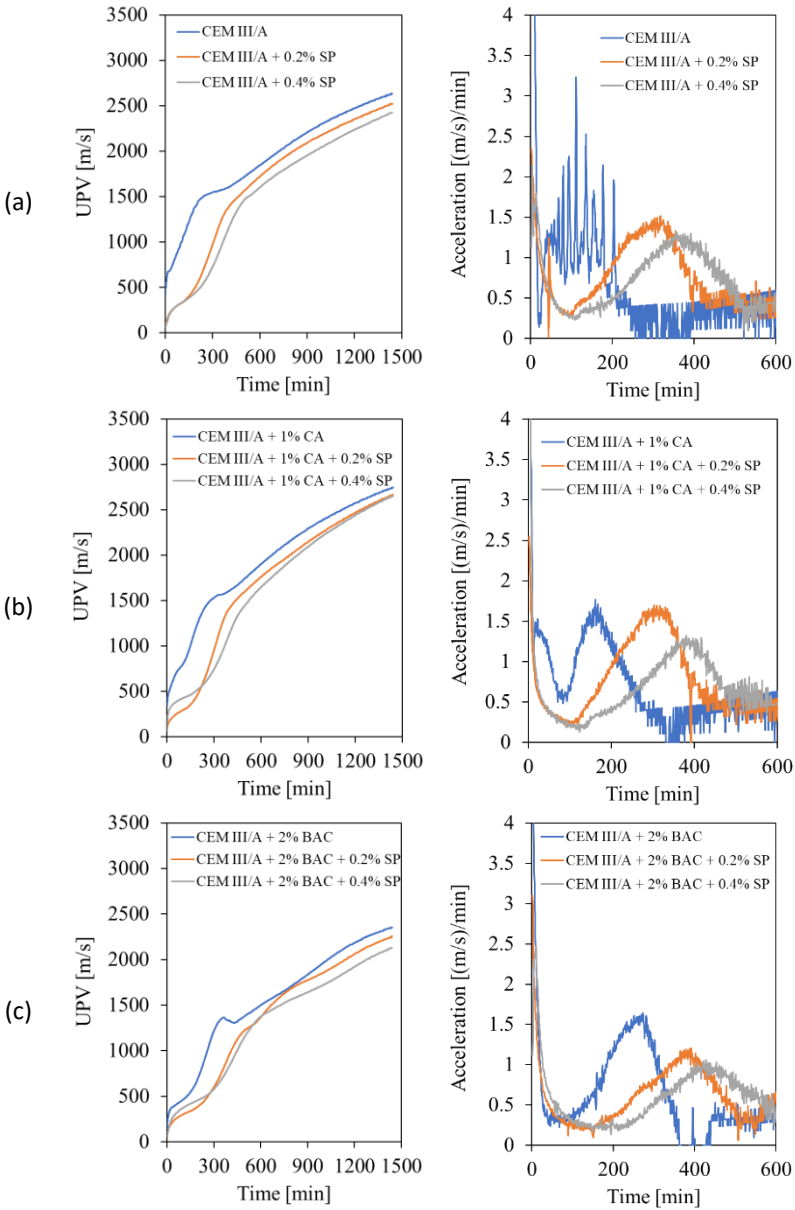 (a)
UPV [m/s]
3500
3000
2500
2000
1500
1000
500
0
CEM III/A
CEM III/A + 0.2% SP
CEM III/A + 0.4% SP
0 300 600 900 1200 1500
Time [min]
Acceleration [(m/s)/min]
4
3.5
3
2.5
2
1.5
1
0.5
0
CEM III/A
CEM III/A + 0.2% SP
CEM III/A + 0.4% SP
0 200 400 600
Time [min]
(b)
UPV [m/s]
3500
3000
2500
2000
1500
1000
500
0
CEM III/A + 1% CA
CEM III/A + 1% CA + 0.2% SP
CEM III/A + 1% CA + 0.4% SP
0 300 600 900 1200 1500
Time [min]
Acceleration [(m/s)/min]
4
3.5
3
2.5
2
1.5
1
0.5
0
CEM III/A + 1% CA
CEM III/A + 1% CA + 0.2% SP
CEM III/A + 1% CA + 0.4% SP
0 200 400 600
Time [min]
(c)
UPV [m/s]
3500
3000
2500
2000
1500
1000
500
0
CEM III/A + 2% BAC
CEM III/A + 2% BAC + 0.2% SP
CEM III/A + 2% BAC + 0.4% SP
0 300 600 900 1200 1500
Time [min]
Acceleration [(m/s)/min]
4
3.5
3
2.5
2
1.5
1
0.5
0
CEM III/A + 2% BAC
CEM III/A + 2% BAC + 0.2% SP
CEM III/A + 2% BAC + 0.4% SP
0 200 400 600
Time [min]